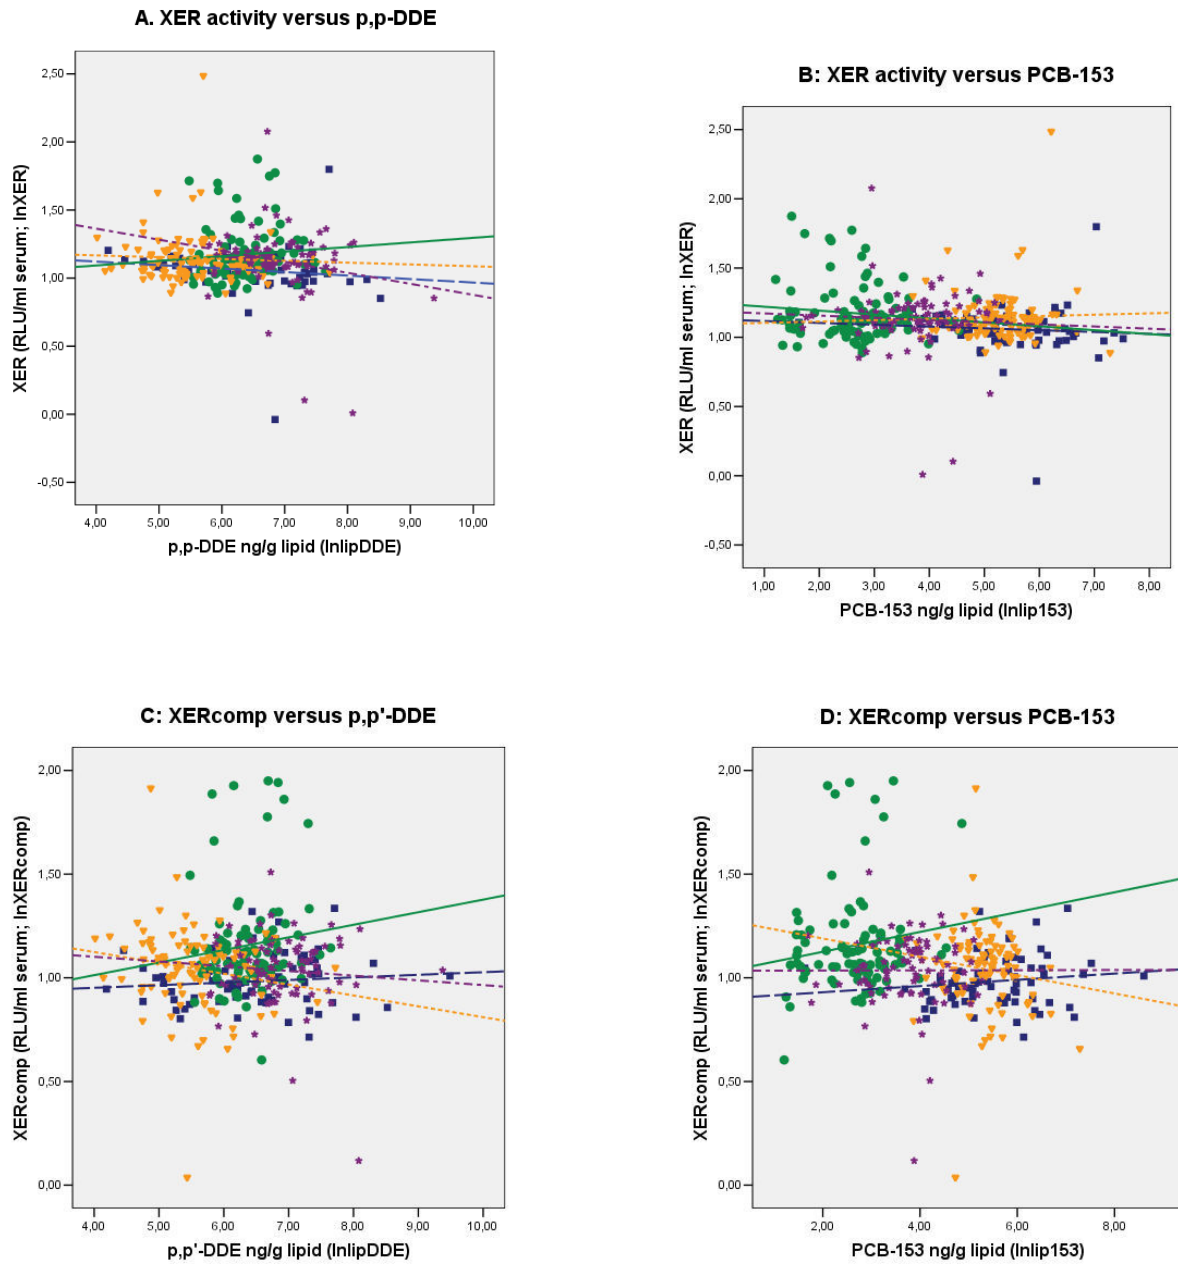 A. XER activity versus p,p-DDE
2,50
2,00
1,50
1,00
0,50
0,00
-0,50
XER (RLU/ml serum; lnXER)
4,00 5,00 6,00 7,00 8,00 9,00 10,00
p,p-DDE ng/g lipid (lnlipDDE)
B: XER activity versus PCB-153
2,50
2,00
1,50
1,00
0,50
0,00
-0,50
XER (RLU/ml serum; lnXER)
1,00 2,00 3,00 4,00 5,00 6,00 7,00 8,00
PCB-153 ng/g lipid (lnlip153)
C: XERcomp versus p,p'-DDE
2,00
1,50
1,00
0,50
0,00
XERcomp (RLU/ml serum; lnXERcomp)
4,00 5,00 6,00 7,00 8,00 9,00 10,00
p,p'-DDE ng/g lipid (lnlipDDE)
D: XERcomp versus PCB-153
2,00
1,50
1,00
0,50
0,00
XERcomp (RLU/ml serum; lnXERcomp)
2,00 4,00 6,00 8,00
PCB-153 ng/g lipid (lnlip153)